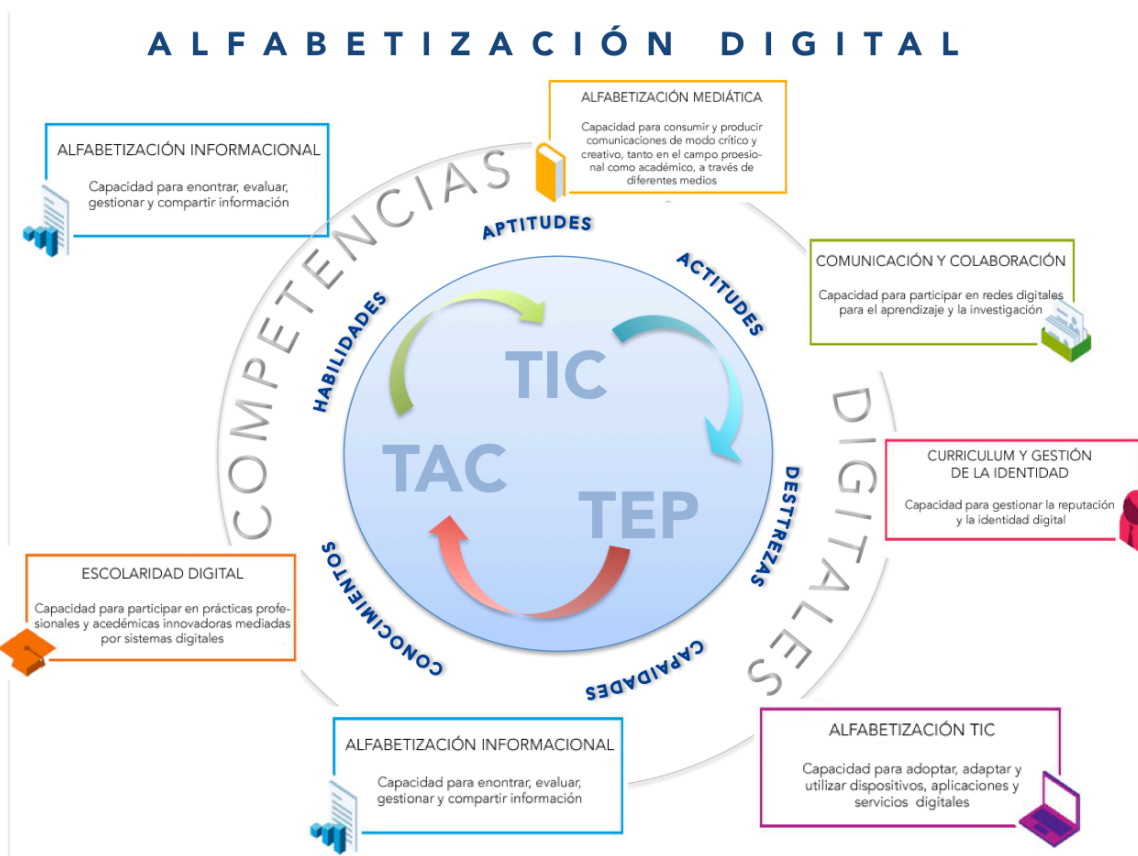 ALFABETIZACIÓN DIGITAL
ALFABETIZACIÓN INFORMACIONAL
Capacidad para enontrar, evaluar,
gestionar y compartir información
ALFABETIZACIÓN MEDIÁTICA
Capacidad para consumir y producir
comunicaciones de modo crítico y
creativo, tanto en el campo proesio-
nal como académico, a través de
diferentes medios
COMUNICACIÓN Y COLABORACIÓN
Capacidad para participar en redes digitales
para el aprendizaje y la investigación
CURRICULUM Y GESTIÓN
DE LA IDENTIDAD
Capacidad para gestionar la reputación
y la identidad digital
COMPETENCIAS
DIGITALES
APTITUDES
ACTITUDES
HABILIDADES
DESTTREZAS
CONOCIMIENTOS
CAPAIDADES
TIC
TAC
TEP
ESCOLARIDAD DIGITAL
Capacidad para participar en prácticas profe-
sionales y acedémicas innovadoras mediadas
por sistemas digitales
ALFABETIZACIÓN INFORMACIONAL
Capacidad para enontrar, evaluar,
gestionar y compartir información
ALFABETIZACIÓN TIC
Capacidad para adoptar, adaptar y
utilizar dispositivos, aplicaciones y
servicios digitales